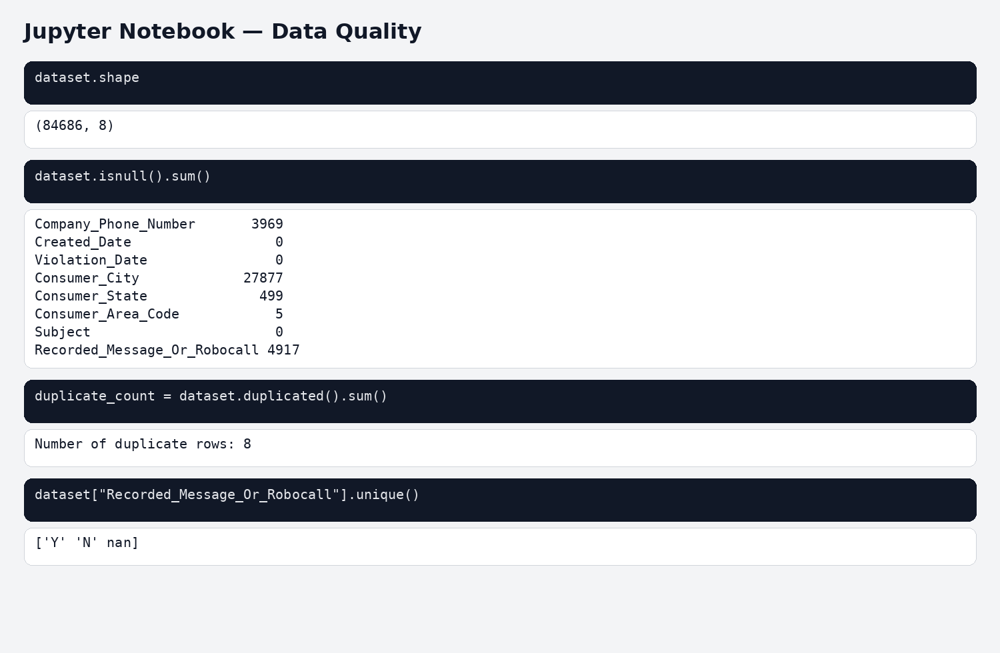 Jupyter Notebook — Data Quality
dataset.shape
(84686, 8)
dataset.isnull().sum()
Company_Phone_Number       3969
Created_Date                  0
Violation_Date                0
Consumer_City             27877
Consumer_State              499
Consumer_Area_Code            5
Subject                       0
Recorded_Message_Or_Robocall 4917
duplicate_count = dataset.duplicated().sum()
Number of duplicate rows: 8
dataset["Recorded_Message_Or_Robocall"].unique()
['Y' 'N' nan]